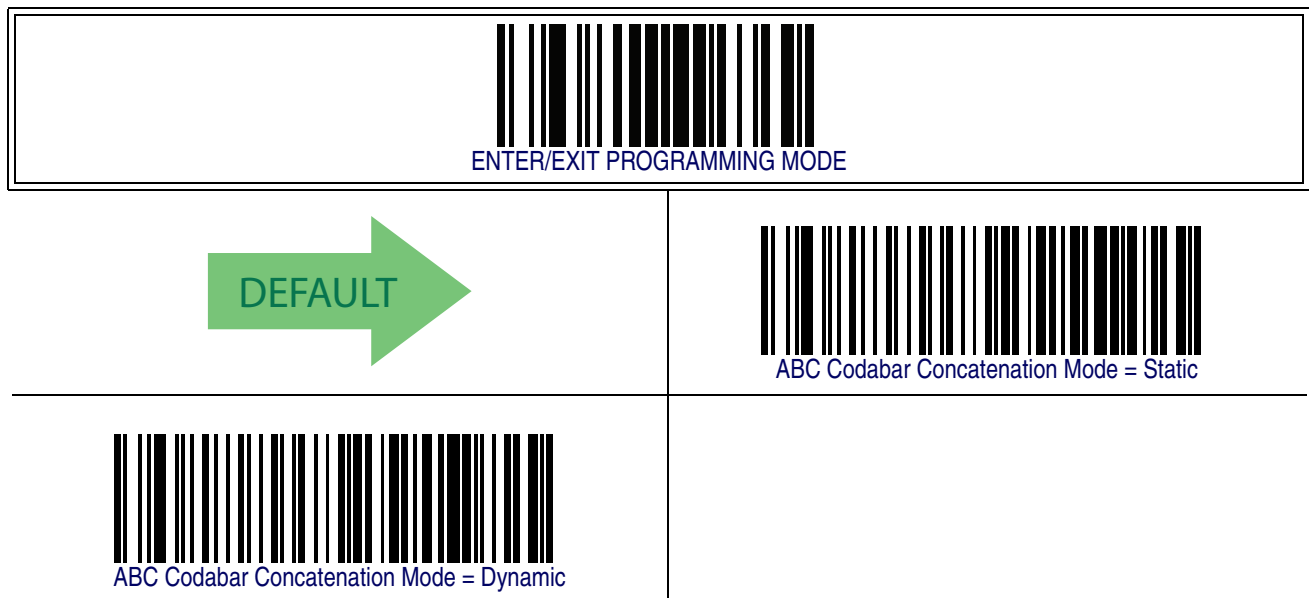 ENTER/EXIT PROGRAMMING MODE
DEFAULT
ABC Codabar Concatenation Mode = Static
ABC Codabar Concatenation Mode = Dynamic